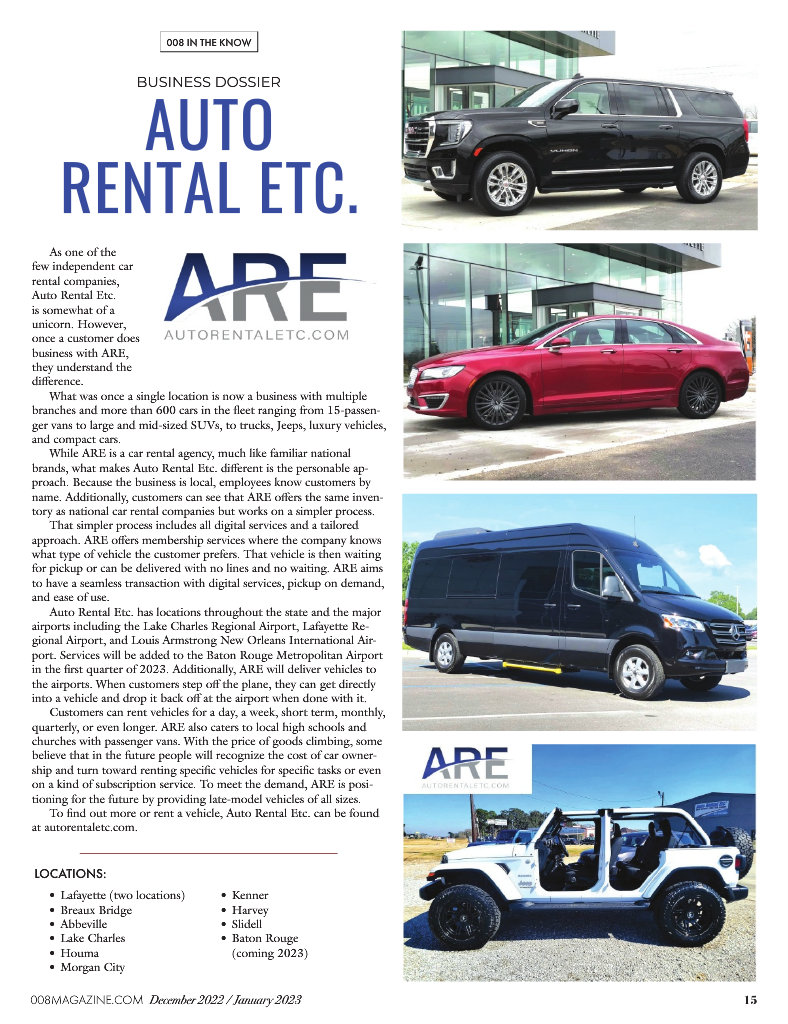 008 IN THE KNOW
BUSINESS DOSSIER
AUTO
RENTAL ETC.
ARE
AUTORENTALETC.COM
As one of the
few independent car
rental companies,
Auto Rental Etc.
is somewhat of a
unicorn. However,
once a customer does
business with ARE,
they understand the
difference.
What was once a single location is now a business with multiple
branches and more than 600 cars in the fleet ranging from 15-passen-
ger vans to large and mid-sized SUVs, to trucks, Jeeps, luxury vehicles,
and compact cars.
While ARE is a car rental agency, much like familiar national
brands, what makes Auto Rental Etc. different is the personable ap-
proach. Because the business is local, employees know customers by
name. Additionally, customers can see that ARE offers the same inven-
tory as national car rental companies but works on a simpler process.
That simpler process includes all digital services and a tailored
approach. ARE offers membership services where the company knows
what type of vehicle the customer prefers. That vehicle is then waiting
for pickup or can be delivered with no lines and no waiting. ARE aims
to have a seamless transaction with digital services, pickup on demand,
and ease of use.
Auto Rental Etc. has locations throughout the state and the major
airports including the Lake Charles Regional Airport, Lafayette Re-
gional Airport, and Louis Armstrong New Orleans International Air-
port. Services will be added to the Baton Rouge Metropolitan Airport
in the first quarter of 2023. Additionally, ARE will deliver vehicles to
the airports. When customers step off the plane, they can get directly
into a vehicle and drop it back off at the airport when done with it.
Customers can rent vehicles for a day, a week, short term, monthly,
quarterly, or even longer. ARE also caters to local high schools and
churches with passenger vans. With the price of goods climbing, some
believe that in the future people will recognize the cost of car owner-
ship and turn toward renting specific vehicles for specific tasks or even
on a kind of subscription service. To meet the demand, ARE is posi-
tioning for the future by providing late-model vehicles of all sizes.
To find out more or rent a vehicle, Auto Rental Etc. can be found
at autorentaletc.com.
LOCATIONS:
• Lafayette (two locations)
• Breaux Bridge
• Abbeville
• Lake Charles
• Houma
• Morgan City
• Kenner
• Harvey
• Slidell
• Baton Rouge
(coming 2023)
YUKON
ARE
AUTORENTALETC.COM
Jeep
008MAGAZINE.COM December 2022 / January 2023
15